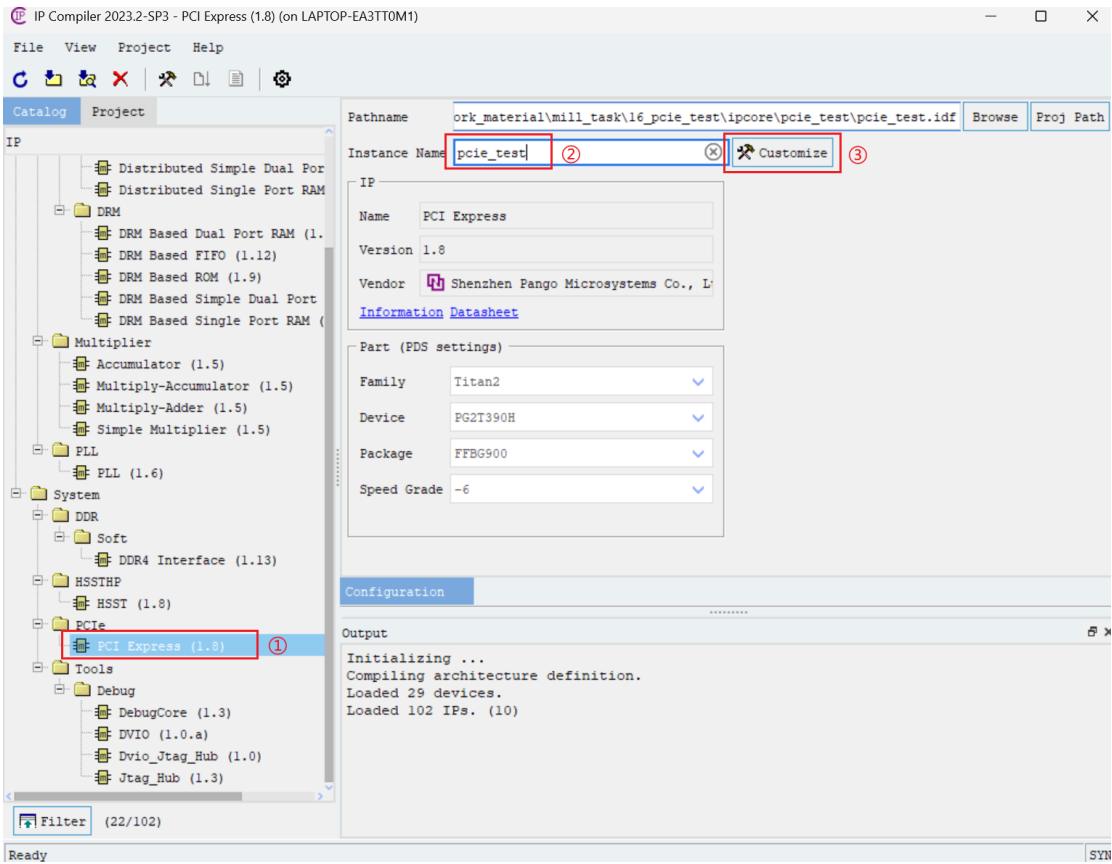 IP Compiler 2023.2-SP3 - PCI Express (1.8) (on LAPTOP-EA3TT0M1)
File View Project Help
Catalog Project
IP
Distributed Simple Dual Por
Distributed Single Port RAM
DRM
DRM Based Dual Port RAM (1.
DRM Based FIFO (1.12)
DRM Based ROM (1.9)
DRM Based Simple Dual Port
DRM Based Single Port RAM (
Multiplier
Accumulator (1.5)
Multiply-Accumulator (1.5)
Multiply-Adder (1.5)
Simple Multiplier (1.5)
PLL
PLL (1.6)
System
DDR
Soft
DDR4 Interface (1.13)
HSSTHP
HSST (1.8)
PCIe
PCI Express (1.8) ①
Tools
Debug
DebugCore (1.3)
DVIO (1.0.a)
Dvio_Jtag_Hub (1.0)
Jtag_Hub (1.3)
Filter (22/102)
Pathname ork_material\mill_task\16_pcie_test\ipcore\pcie_test\pcie_test.idf Browse Proj Path
Instance Name pcie_test ② Customize ③
IP
Name PCI Express
Version 1.8
Vendor Shenzhen Pango Microsystems Co., L
Information Datasheet
Part (PDS settings)
Family Titan2
Device PG2T390H
Package FFBG900
Speed Grade -6
Configuration
Output
Initializing ...
Compiling architecture definition.
Loaded 29 devices.
Loaded 102 IPs. (10)
Ready SYN